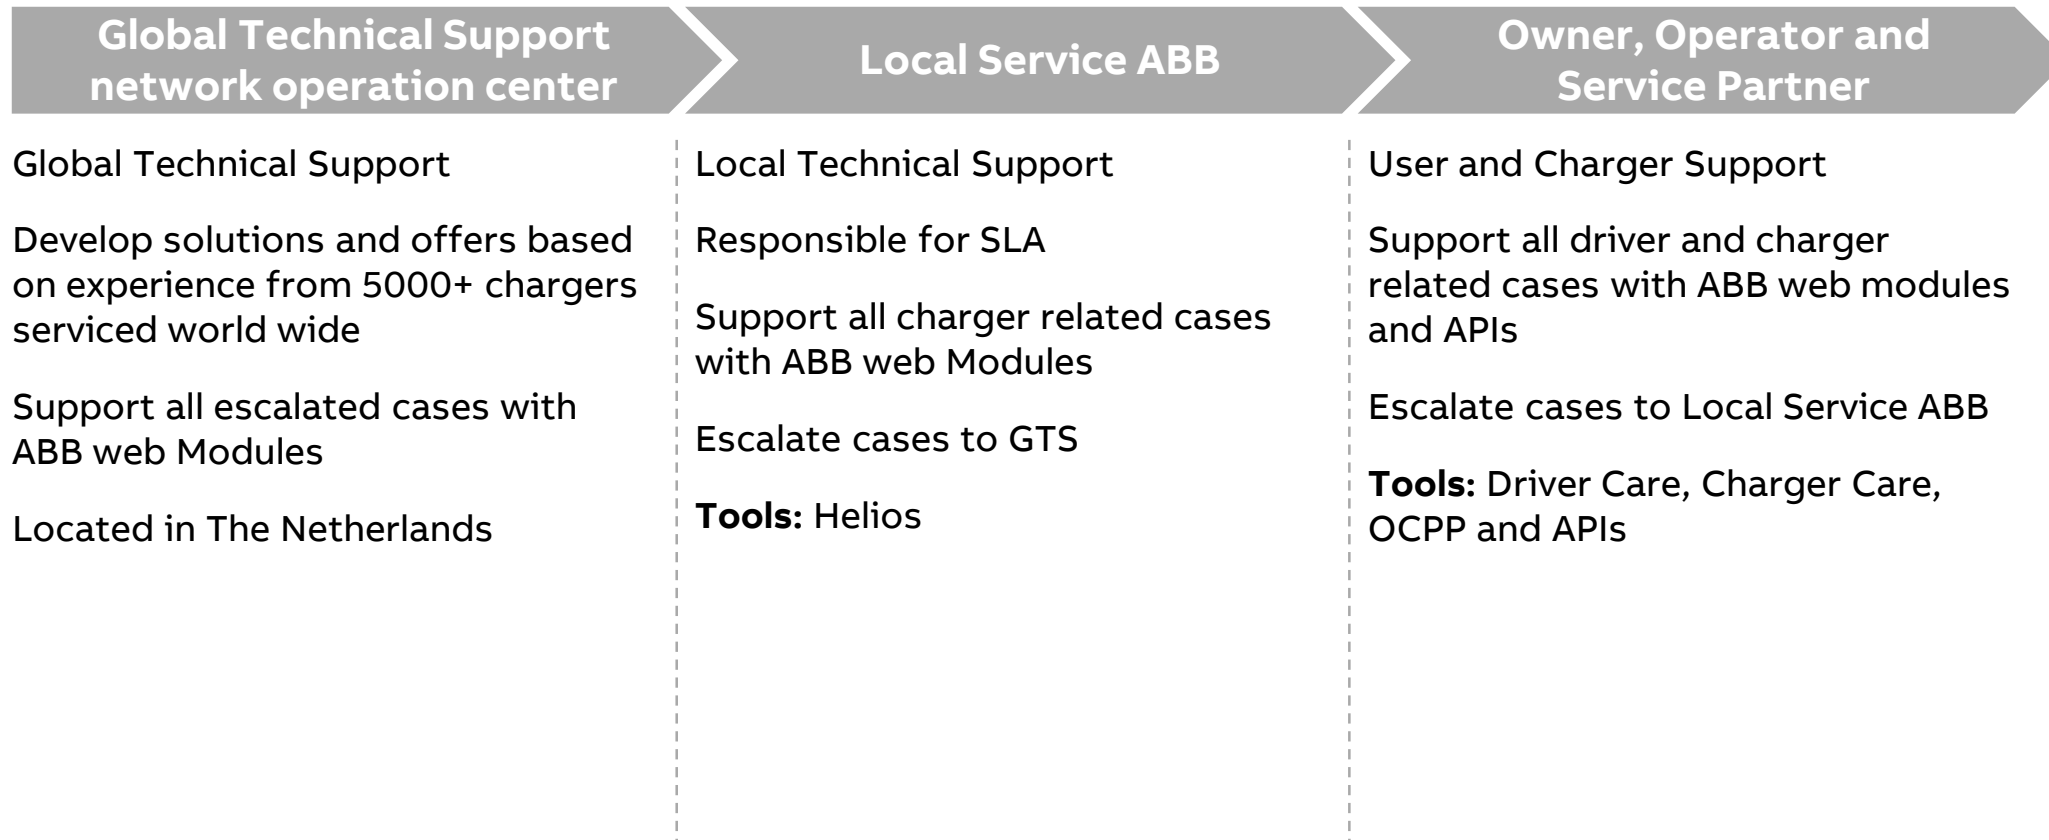 Global Technical Support
network operation center
Local Service ABB
Owner, Operator and
Service Partner
Global Technical Support
Develop solutions and offers based
on experience from 5000+ chargers
serviced world wide
Support all escalated cases with
ABB web Modules
Located in The Netherlands
Local Technical Support
Responsible for SLA
Support all charger related cases
with ABB web Modules
Escalate cases to GTS
Tools: Helios
User and Charger Support
Support all driver and charger
related cases with ABB web modules
and APIs
Escalate cases to Local Service ABB
Tools: Driver Care, Charger Care,
OCPP and APIs